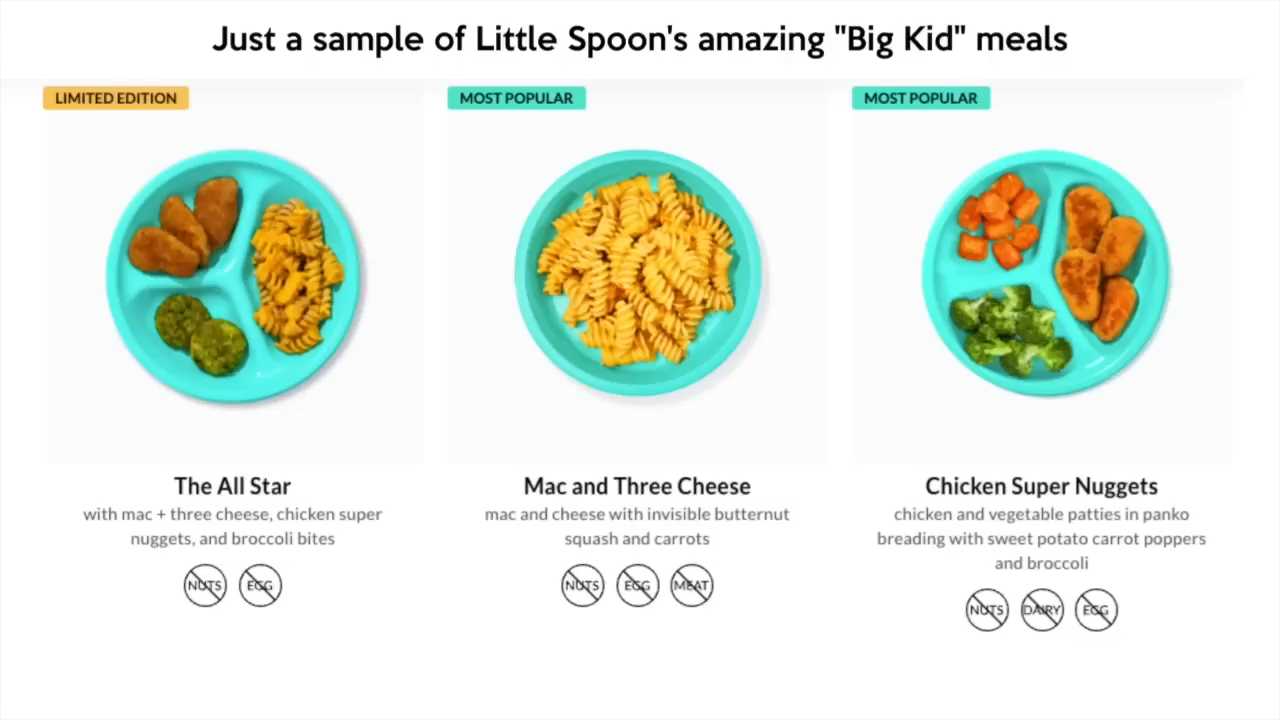 Just a sample of Little Spoon's amazing "Big Kid" meals
LIMITED EDITION
MOST POPULAR
MOST POPULAR
The All Star
with mac + three cheese, chicken super
nuggets, and broccoli bites
NUTS
EGG
Mac and Three Cheese
mac and cheese with invisible butternut
squash and carrots
NUTS
EGG
MEAT
Chicken Super Nuggets
chicken and vegetable patties in panko
breading with sweet potato carrot poppers
and broccoli
NUTS
DAIRY
EGG